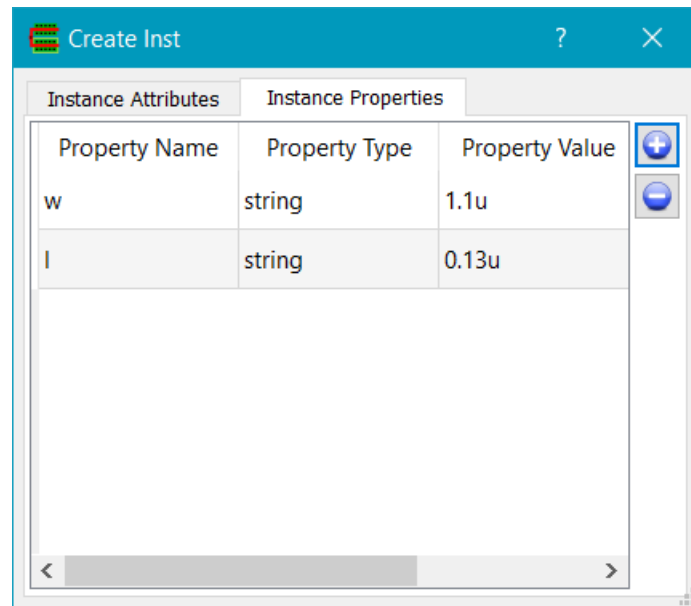 Create Inst ?
Instance Attributes Instance Properties
Property Name Property Type Property Value
w string 1.1u
l string 0.13u